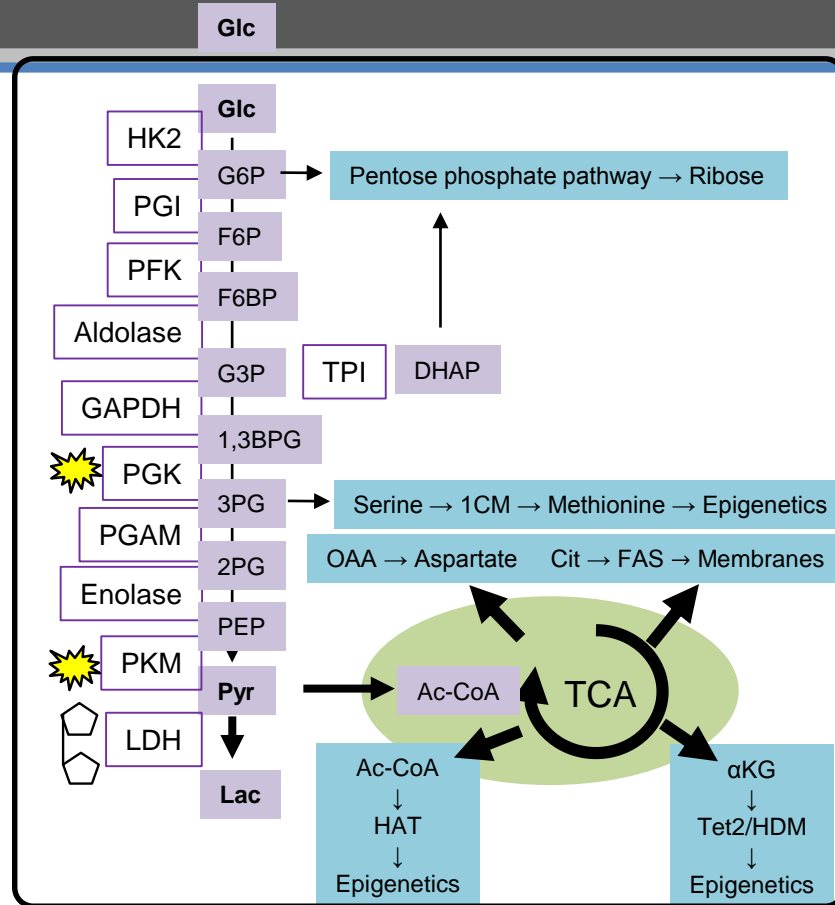 Glc
Glc
HK2
G6P → Pentose phosphate pathway → Ribose
PGI
F6P
PFK
F6BP
Aldolase
G3P TPI DHAP
GAPDH
1,3BPG
PGK
3PG Serine → 1CM → Methionine → Epigenetics
PGAM
OAA → Aspartate Cit → FAS → Membranes
2PG
Enolase
PEP
PKM
Pyr Ac-CoA TCA
LDH
Lac
Ac-CoA
↓
HAT
↓
Epigenetics
αKG
↓
Tet2/HDM
↓
Epigenetics